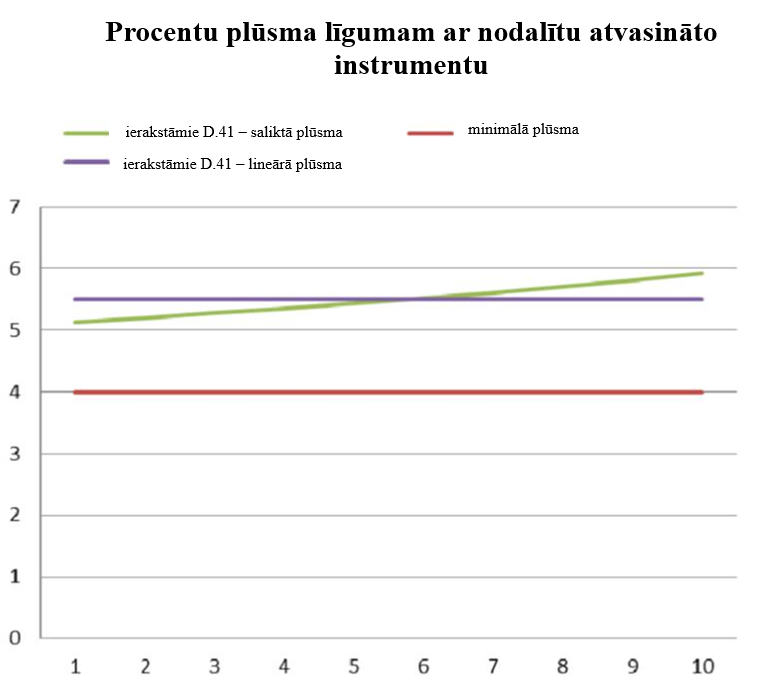 Procentu plūsma līgumam ar nodalītu atvasināto
instrumentu
ierakstāmie D.41 – saliktā plūsma
minimālā plūsma
ierakstāmie D.41 – lineārā plūsma
7
6
5
4
3
2
1
0
1 2 3 4 5 6 7 8 9 10